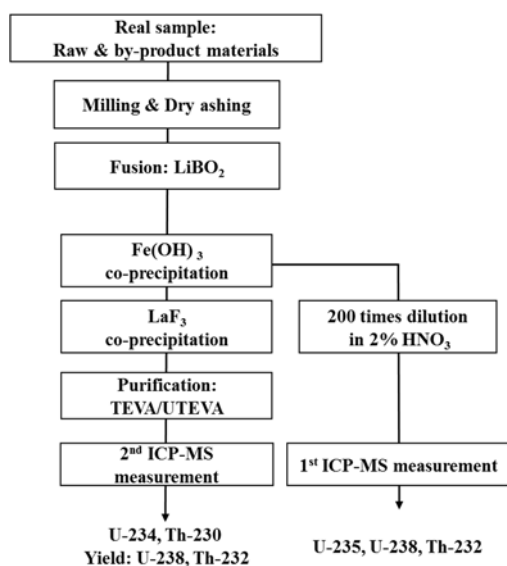 Real sample:
Raw & by-product materials
Milling & Dry ashing
Fusion: LiBO₂
Fe(OH) ₃
co-precipitation
LaF₃
co-precipitation
200 times dilution
in 2% HNO₃
Purification:
TEVA/UTEVA
2ⁿᵈ ICP-MS
measurement
1ˢᵗ ICP-MS measurement
U-234, Th-230
Yield: U-238, Th-232
U-235, U-238, Th-232